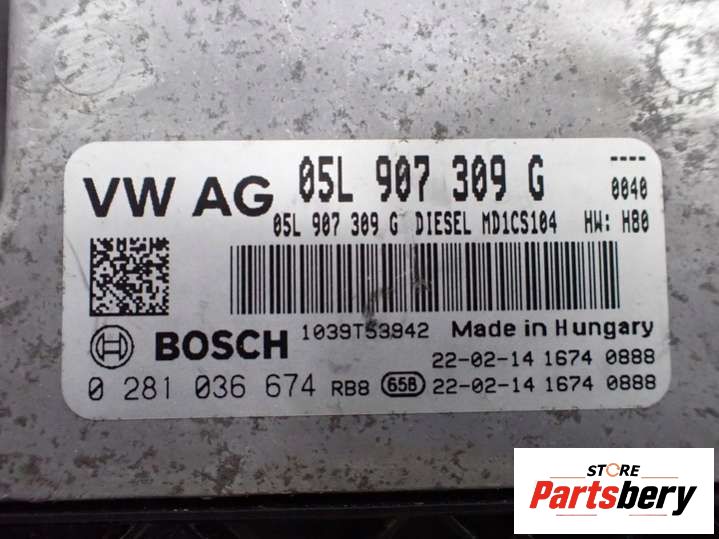 VW AG 05L 907 309 G ----
0040
05L 907 309 G DIESEL MD1CS104 HW: H80
BOSCH 1039T53942 Made in Hungary
22-02-14 1674 0888
0 281 036 674 RB8 65B 22-02-14 1674 0888
STORE
Partsbery